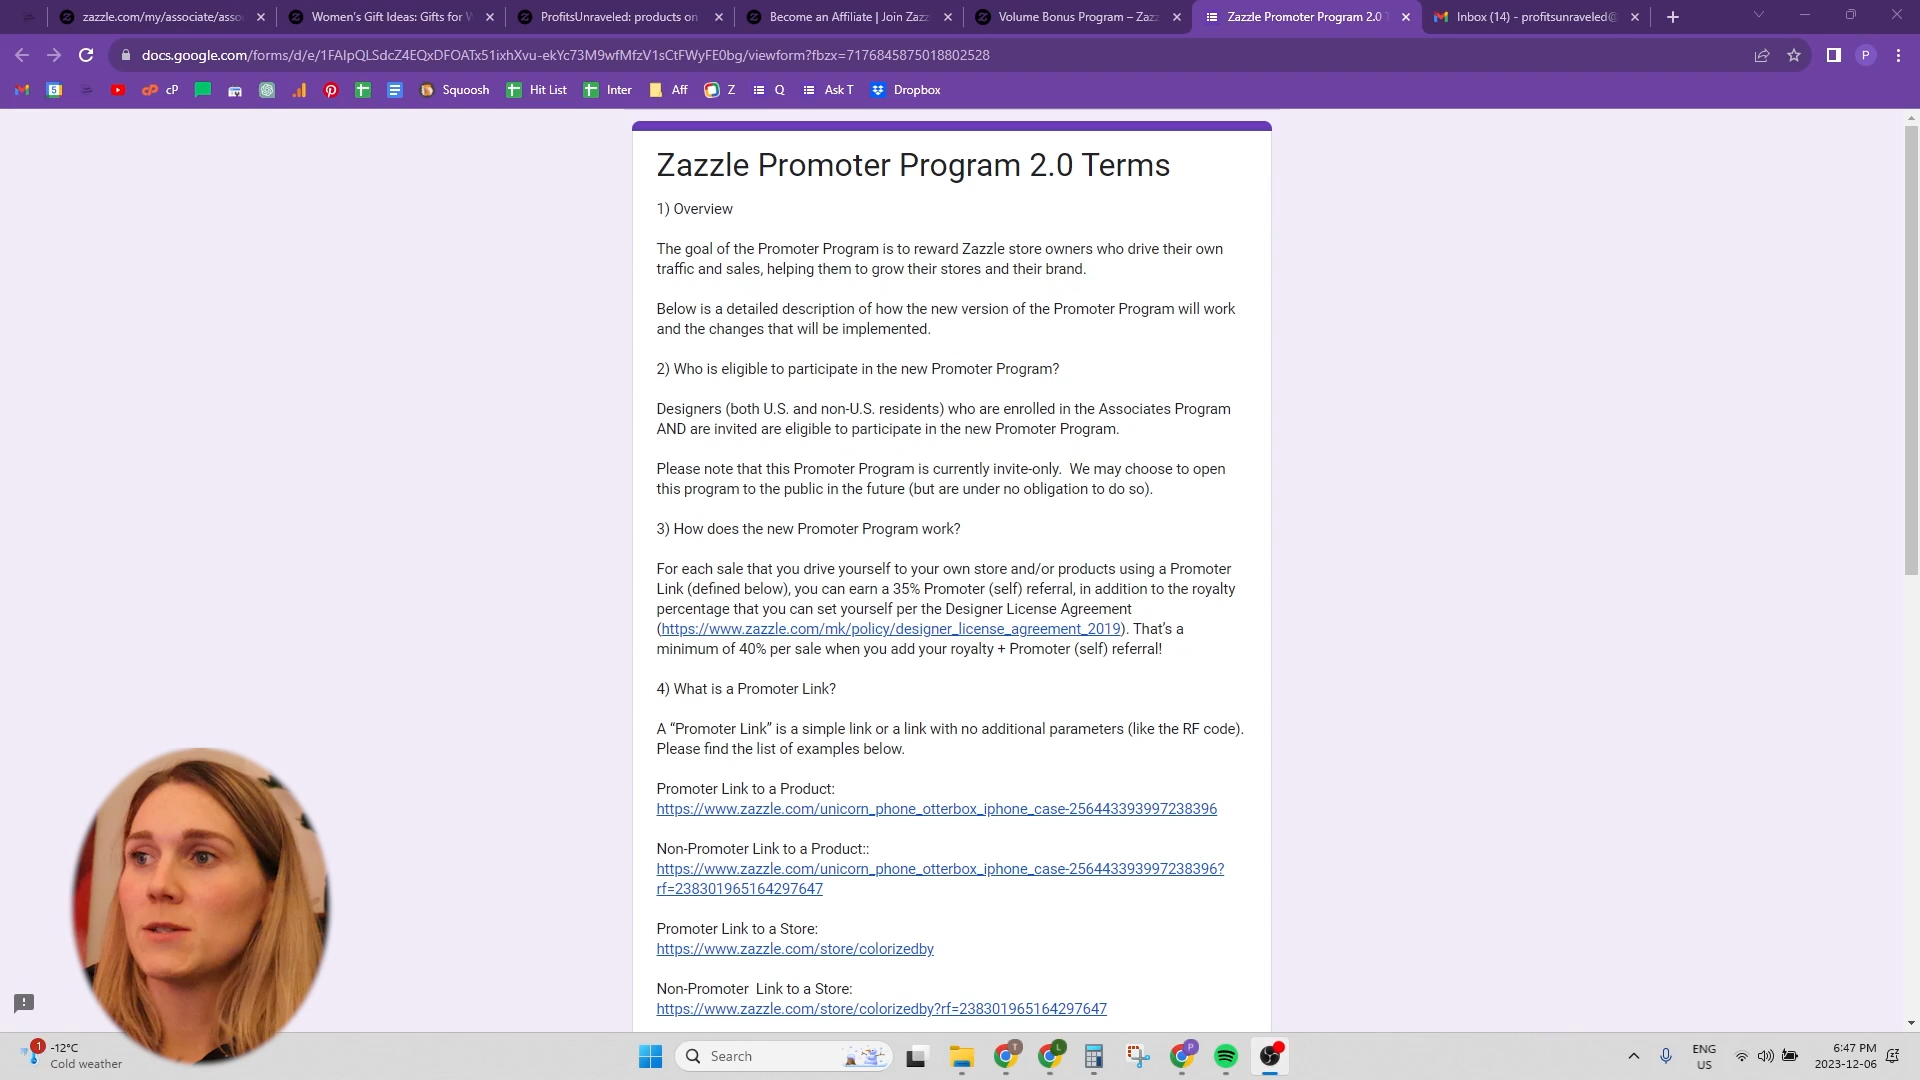 zazzle.com/my/associate/asso
Women's Gift Ideas: Gifts for W
ProfitsUnraveled: products on
Become an Affiliate | Join Zazz
Volume Bonus Program – Zazz
Zazzle Promoter Program 2.0 T
Inbox (14) - profitsunraveled@
docs.google.com/forms/d/e/1FAIpQLSdcZ4EQxDFOATx51ixhXvu-ekYc73M9wfMfzV1sCtFWyFE0bg/viewform?fbzx=7176845875018802528
P
cP
Squoosh
Hit List
Inter
Aff
Z
Q
Ask T
Dropbox
Zazzle Promoter Program 2.0 Terms
1) Overview
The goal of the Promoter Program is to reward Zazzle store owners who drive their own
traffic and sales, helping them to grow their stores and their brand.
Below is a detailed description of how the new version of the Promoter Program will work
and the changes that will be implemented.
2) Who is eligible to participate in the new Promoter Program?
Designers (both U.S. and non-U.S. residents) who are enrolled in the Associates Program
AND are invited are eligible to participate in the new Promoter Program.
Please note that this Promoter Program is currently invite-only.  We may choose to open
this program to the public in the future (but are under no obligation to do so).
3) How does the new Promoter Program work?
For each sale that you drive yourself to your own store and/or products using a Promoter
Link (defined below), you can earn a 35% Promoter (self) referral, in addition to the royalty
percentage that you can set yourself per the Designer License Agreement
(https://www.zazzle.com/mk/policy/designer_license_agreement_2019). That's a
minimum of 40% per sale when you add your royalty + Promoter (self) referral!
4) What is a Promoter Link?
A “Promoter Link” is a simple link or a link with no additional parameters (like the RF code).
Please find the list of examples below.
Promoter Link to a Product:
https://www.zazzle.com/unicorn_phone_otterbox_iphone_case-256443393997238396
Non-Promoter Link to a Product::
https://www.zazzle.com/unicorn_phone_otterbox_iphone_case-256443393997238396?
rf=238301965164297647
Promoter Link to a Store:
https://www.zazzle.com/store/colorizedby
Non-Promoter  Link to a Store:
https://www.zazzle.com/store/colorizedby?rf=238301965164297647
1
-12°C
Cold weather
Search
T
L
P
ENG
US
6:47 PM
2023-12-06